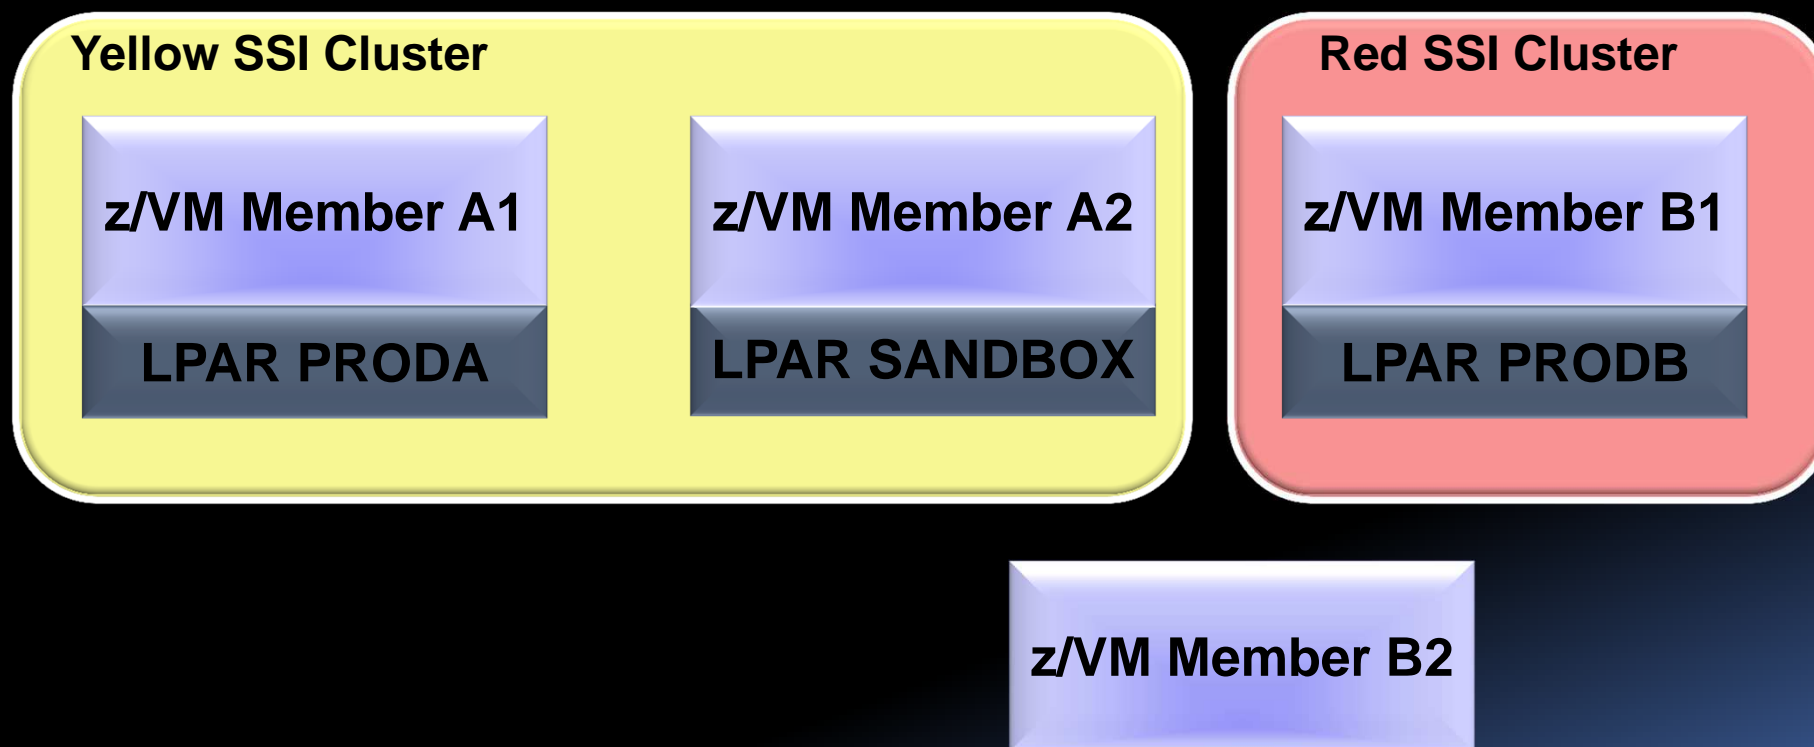 Yellow SSI Cluster
Red SSI Cluster
z/VM Member A1
z/VM Member A2
z/VM Member B1
LPAR PRODA
LPAR SANDBOX
LPAR PRODB
z/VM Member B2